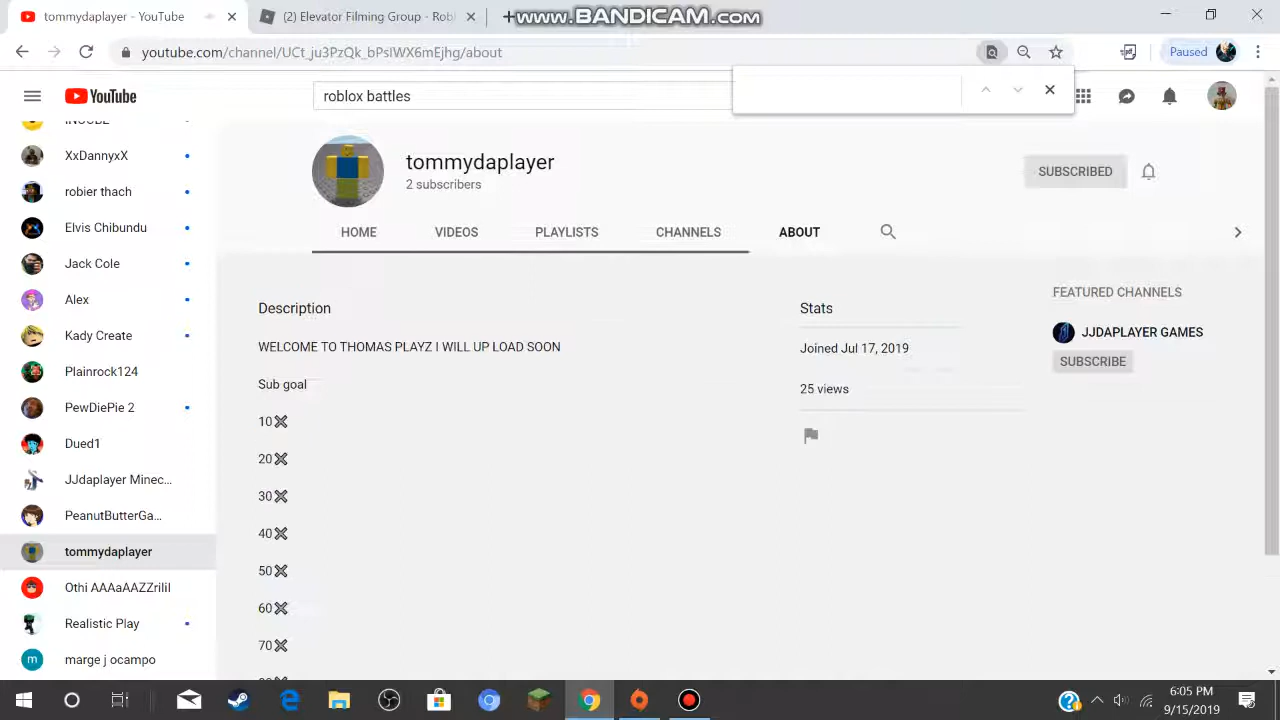 tommydaplayer - YouTube
(2) Elevator Filming Group - Rob
www.BANDICAM.com
youtube.com/channel/UCt_ju3PzQk_bPsIWX6mEjhg/about
Paused
YouTube
roblox battles
XxDannyxX
robier thach
Elvis Chibundu
Jack Cole
Alex
Kady Create
Plainrock124
PewDiePie 2
Dued1
JJdaplayer Minec...
PeanutButterGa...
tommydaplayer
Othi AAAaAAZZrilil
Realistic Play
m
marge j ocampo
tommydaplayer
2 subscribers
SUBSCRIBED
HOME
VIDEOS
PLAYLISTS
CHANNELS
ABOUT
Description
WELCOME TO THOMAS PLAYZ I WILL UP LOAD SOON
Sub goal
10✖
20✖
30✖
40✖
50✖
60✖
70✖
Stats
Joined Jul 17, 2019
25 views
FEATURED CHANNELS
JJDAPLAYER GAMES
SUBSCRIBE
6:05 PM
9/15/2019